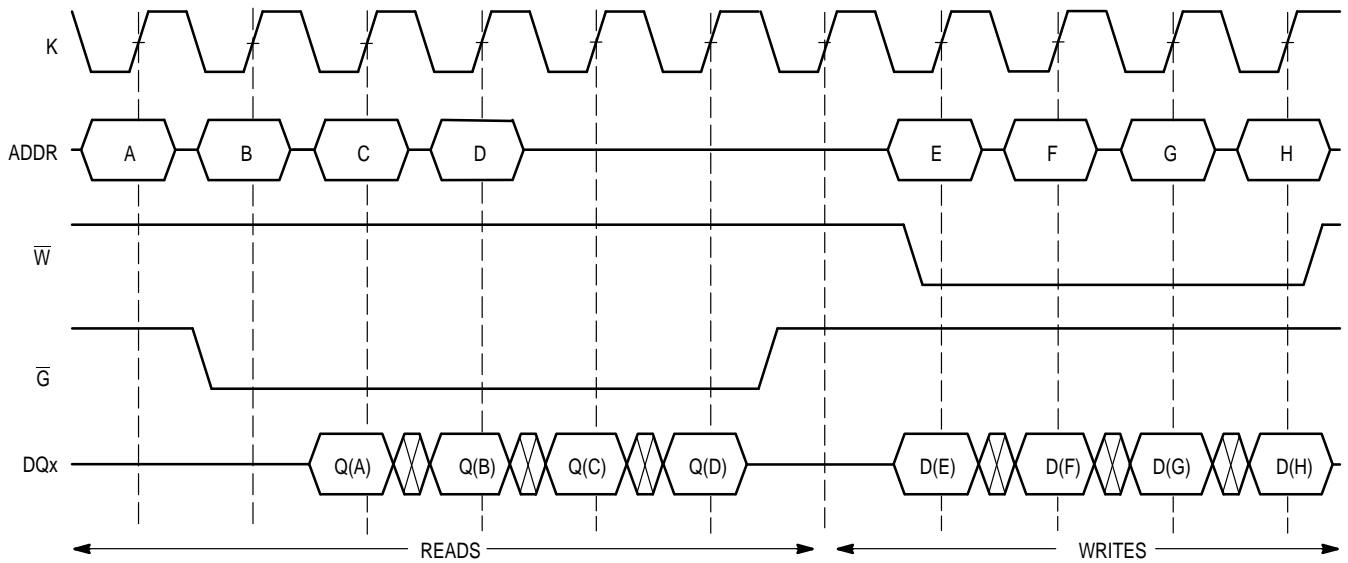 K
ADDR A B C D E F G H
W̅
G̅
DQx Q(A) Q(B) Q(C) Q(D) D(E) D(F) D(G) D(H)
READS WRITES